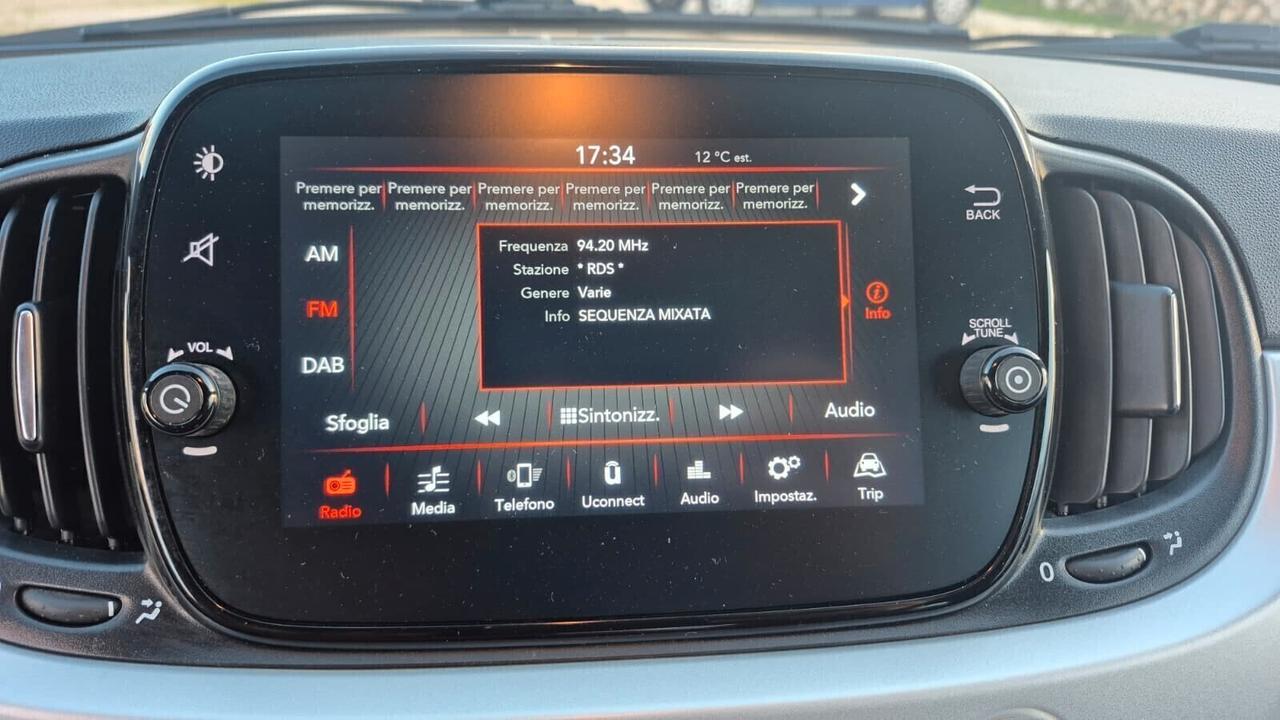 17:34 12 °C est.
Premere per Premere per Premere per Premere per Premere per Premere per
memorizz. memorizz. memorizz. memorizz. memorizz. memorizz.
BACK
AM
FM
DAB
Frequenza 94.20 MHz
Stazione * RDS *
Genere Varie
Info SEQUENZA MIXATA
Info
VOL
SCROLL
TUNE
Sfoglia Sintonizz. Audio
Radio Media Telefono Uconnect Audio Impostaz. Trip
0